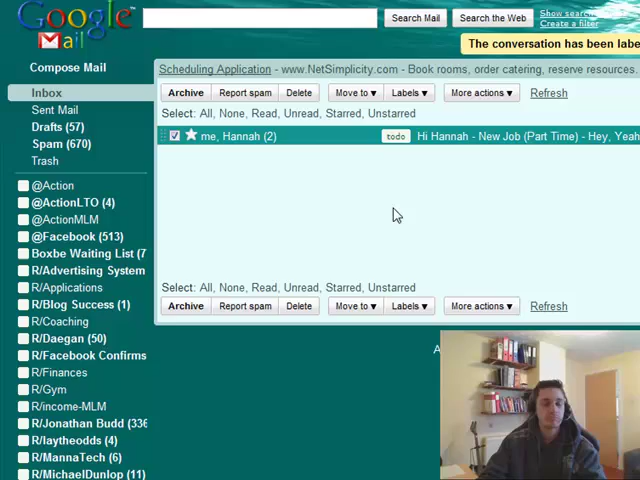 Google
Mail
Search Mail
Search the Web
Show search
Create a filter
The conversation has been labe
Compose Mail
Scheduling Application - www.NetSimplicity.com - Book rooms, order catering, reserve resources.
Inbox
Archive
Report spam
Delete
Move to ▾
Labels ▾
More actions ▾
Refresh
Sent Mail
Select: All, None, Read, Unread, Starred, Unstarred
Drafts (57)
me, Hannah (2)
todo
Hi Hannah - New Job (Part Time) - Hey, Yeah
Spam (670)
Trash
@Action
@ActionLTO (4)
@ActionMLM
@Facebook (513)
Boxbe Waiting List (7
R/Advertising System
R/Applications
Select: All, None, Read, Unread, Starred, Unstarred
R/Blog Success (1)
Archive
Report spam
Delete
Move to ▾
Labels ▾
More actions ▾
Refresh
R/Coaching
R/Daegan (50)
R/Facebook Confirms
A
R/Finances
R/Gym
R/income-MLM
R/Jonathan Budd (336
R/laytheodds (4)
R/MannaTech (6)
R/MichaelDunlop (11)